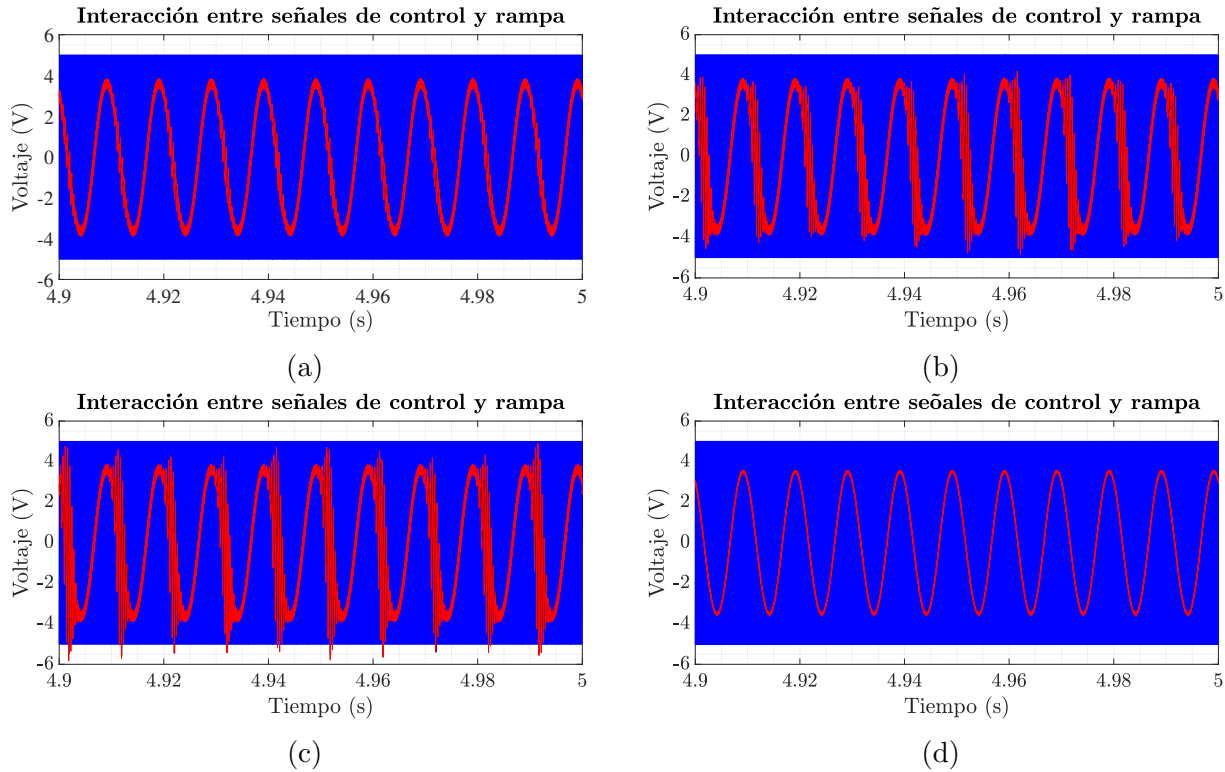 Interacción entre señales de control y rampa
6
4
2
0
-2
-4
-6
Voltaje (V)
4.9 4.92 4.94 4.96 4.98 5
Tiempo (s)
(a)
Interacción entre señales de control y rampa
6
4
2
0
-2
-4
-6
Voltaje (V)
4.9 4.92 4.94 4.96 4.98 5
Tiempo (s)
(b)
Interacción entre señales de control y rampa
6
4
2
0
-2
-4
-6
Voltaje (V)
4.9 4.92 4.94 4.96 4.98 5
Tiempo (s)
(c)
Interacción entre seõales de control y rampa
6
4
2
0
-2
-4
-6
Voltaje (V)
4.9 4.92 4.94 4.96 4.98 5
Tiempo (s)
(d)